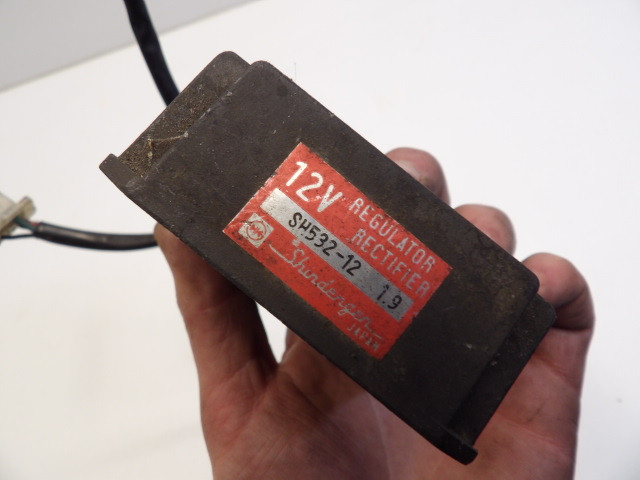 12V REGULATOR
RECTIFIER
SH532-12 1.9
Shindengen
JAPAN